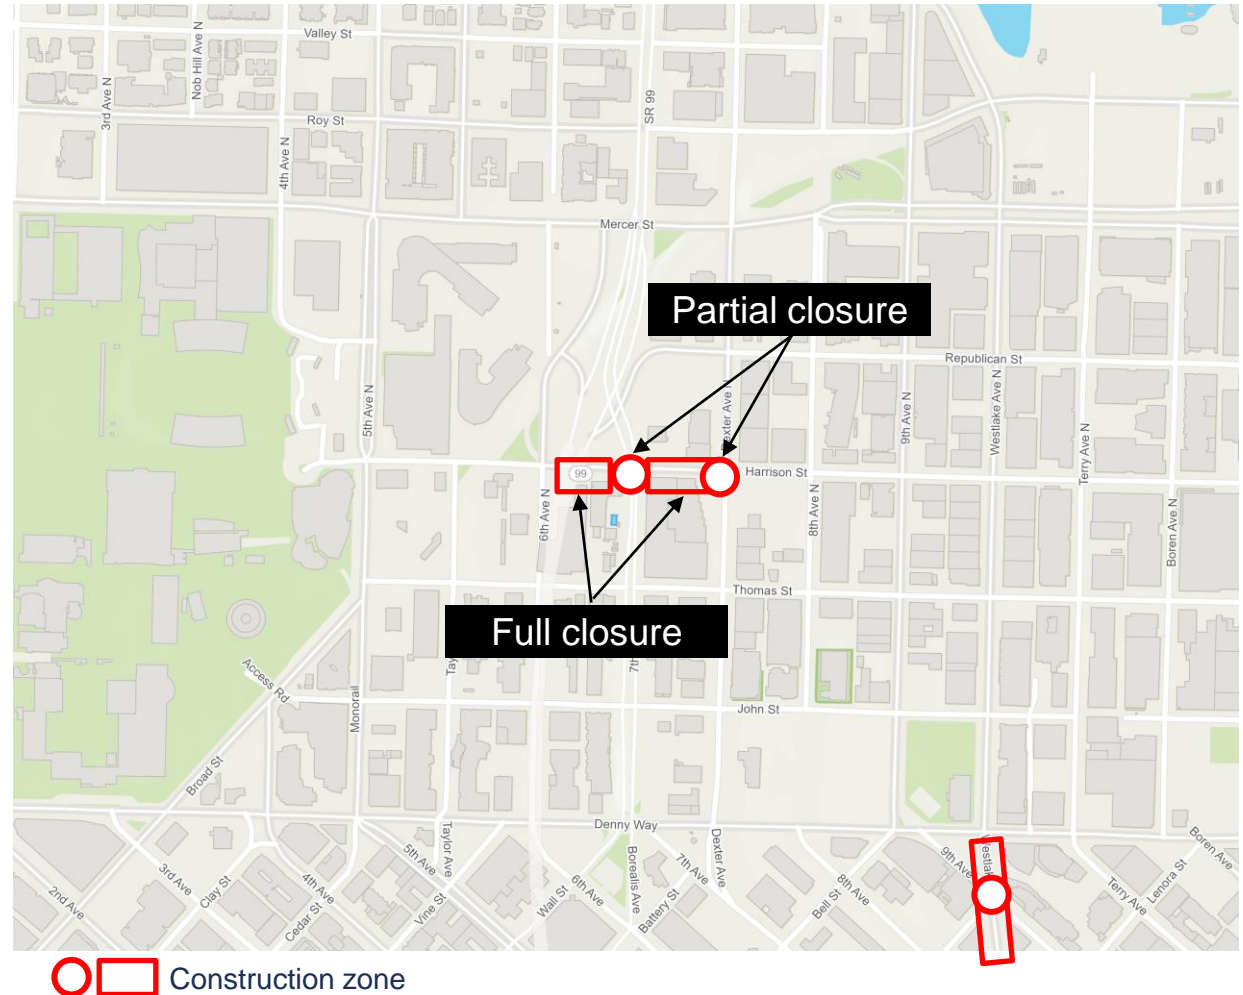 Valley St
Nob Hill Ave N
3rd Ave N
SR 99
Roy St
4th Ave N
Mercer St
Partial closure
Republican St
Westlake Ave N
5th Ave N
Dexter Ave N
9th Ave N
Terry Ave N
99
Harrison St
6th Ave N
8th Ave N
Boren Ave N
Thomas St
Full closure
Tay
7th
Access Rd
Monorail
John St
Broad St
Denny Way
Taylor Ave
5th Ave
Borealis Ave
7th Ave
Dexter Ave
Westlak
9th Ave
Boren Ave
3rd Ave
4th Ave
Clay St
2nd Ave
Cedar St
Vine St
Wall St
6th Ave
Battery St
8th Ave
Bell St
Terry Ave
Lenora St
Construction zone